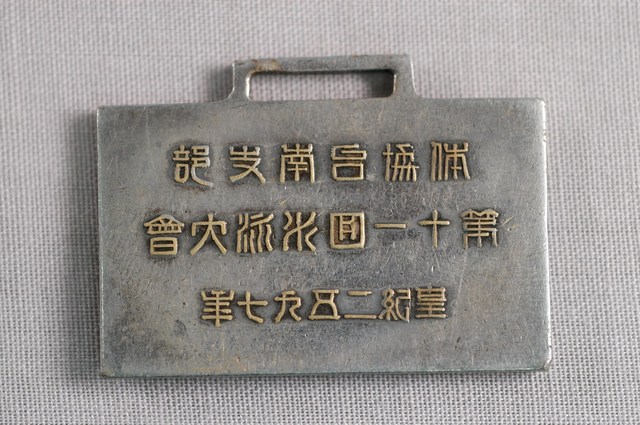 体協台南支部
第十一回水泳大會
皇紀二五九七年